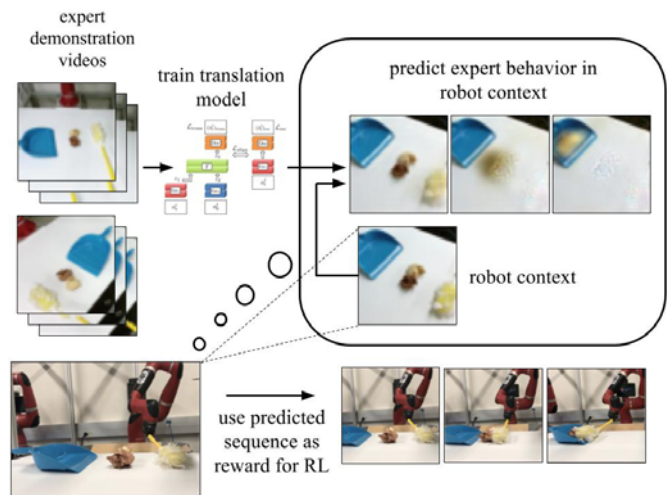 expert
demonstration
videos
train translation
model
predict expert behavior in
robot context
robot context
use predicted
sequence as
reward for RL